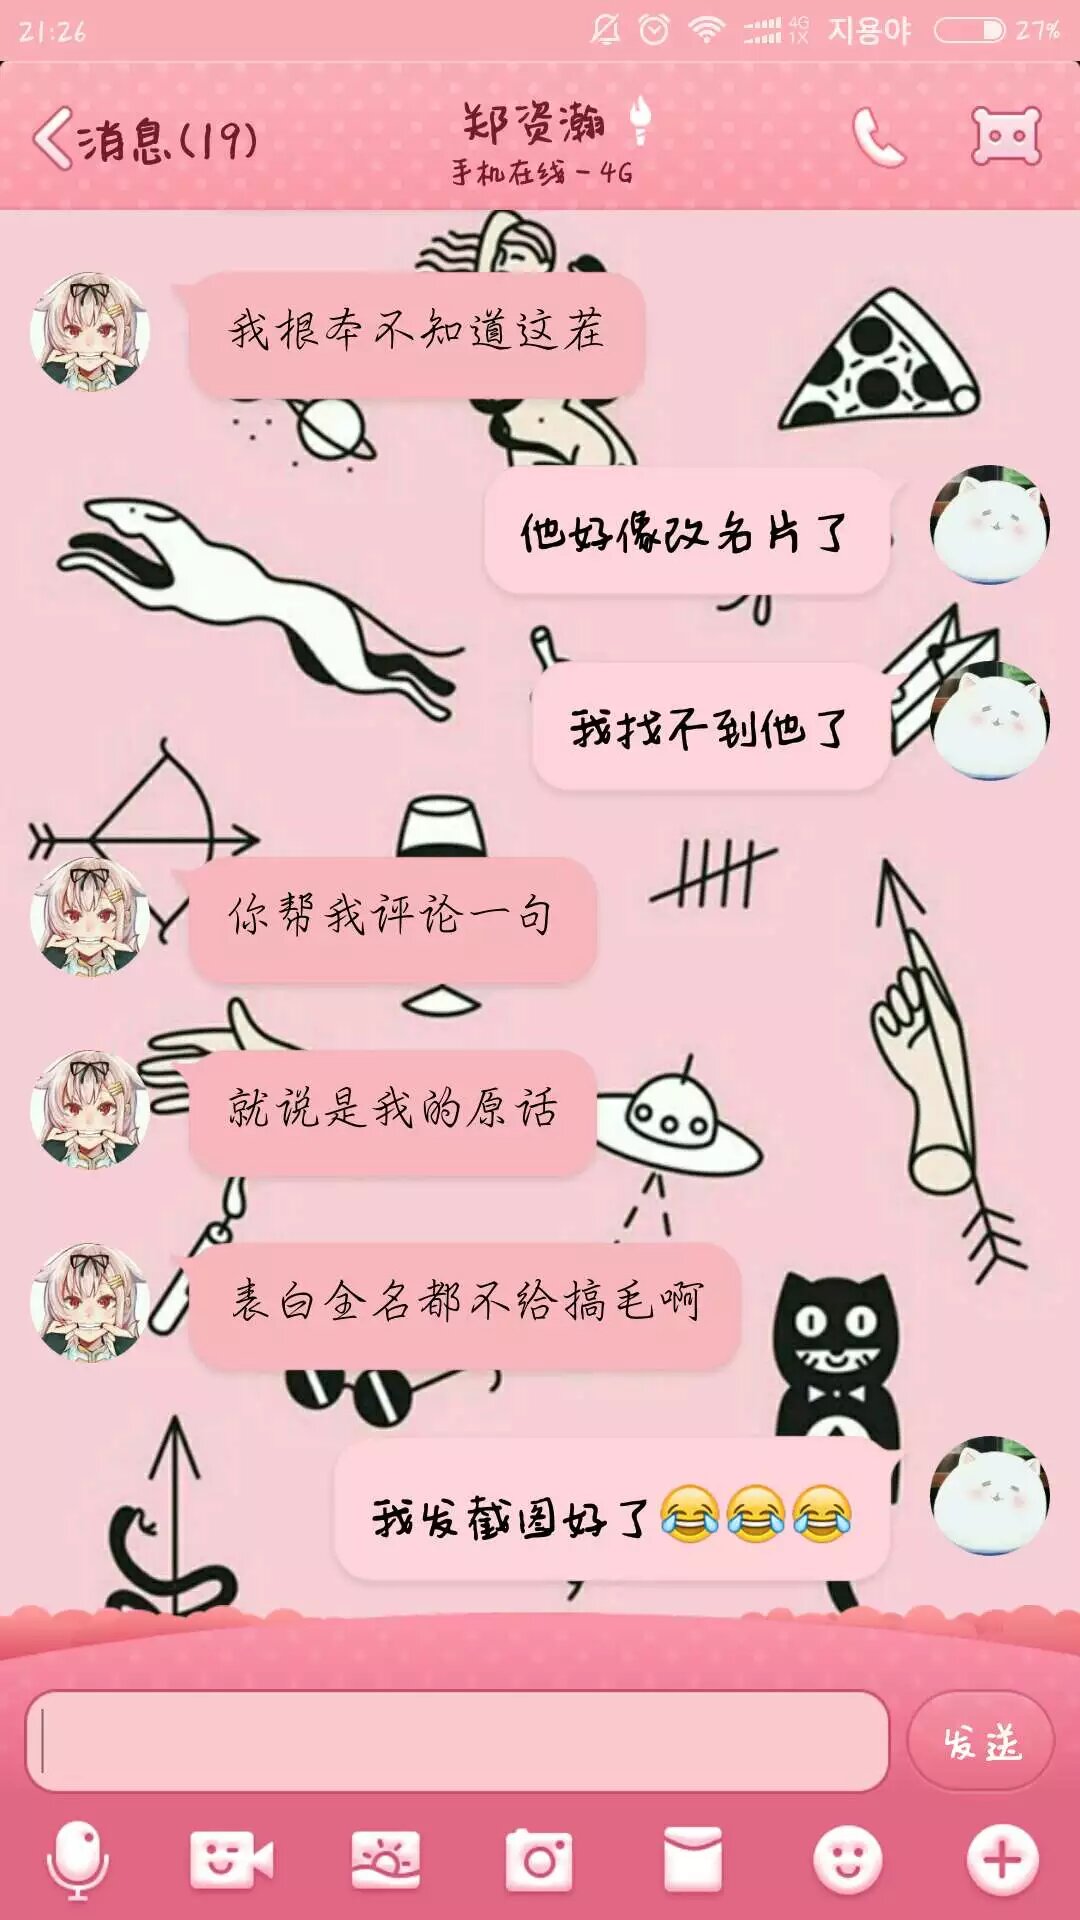 21:26
4G
1X
지용야
27%
消息(19)
郑资瀚
手机在线-4G
我根本不知道这茬
他好像改名片了
我找不到他了
你帮我评论一句
就说是我的原话
表白全名都不给搞毛啊
我发截图好了😂😂😂
发送